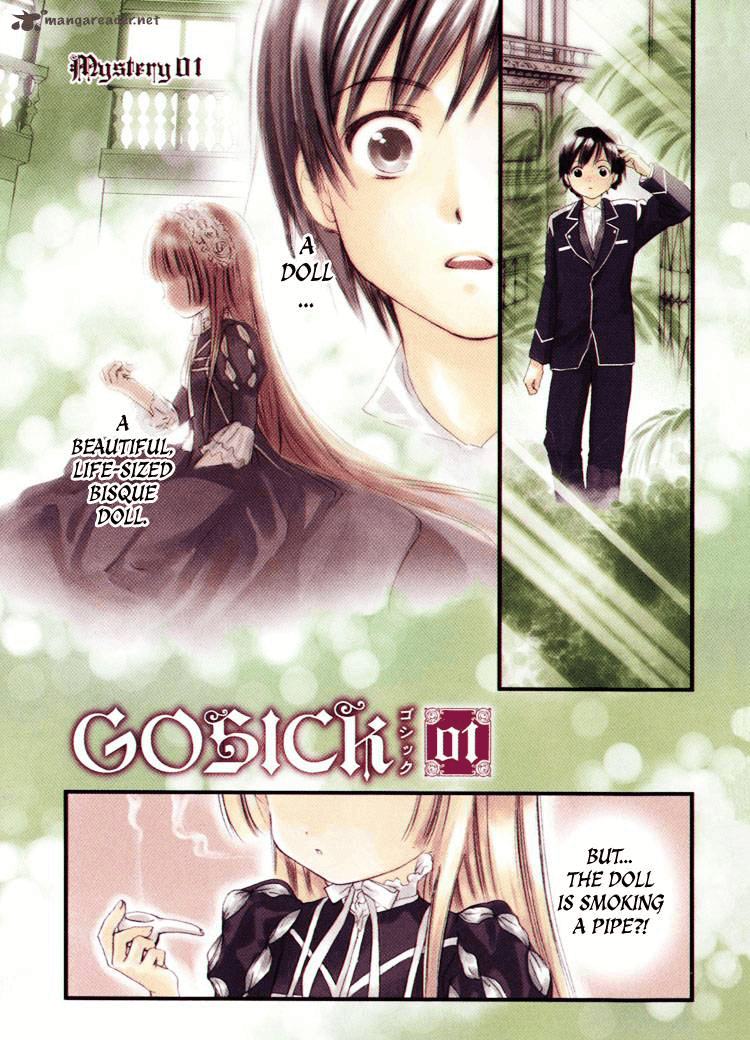 mangareader.net
Mystery 01
A
DOLL
...
A
BEAUTIFUL,
LIFE-SIZED
BISQUE
DOLL.
GOSICK
ゴシック
01
BUT...
THE DOLL
IS SMOKING
A PIPE?!